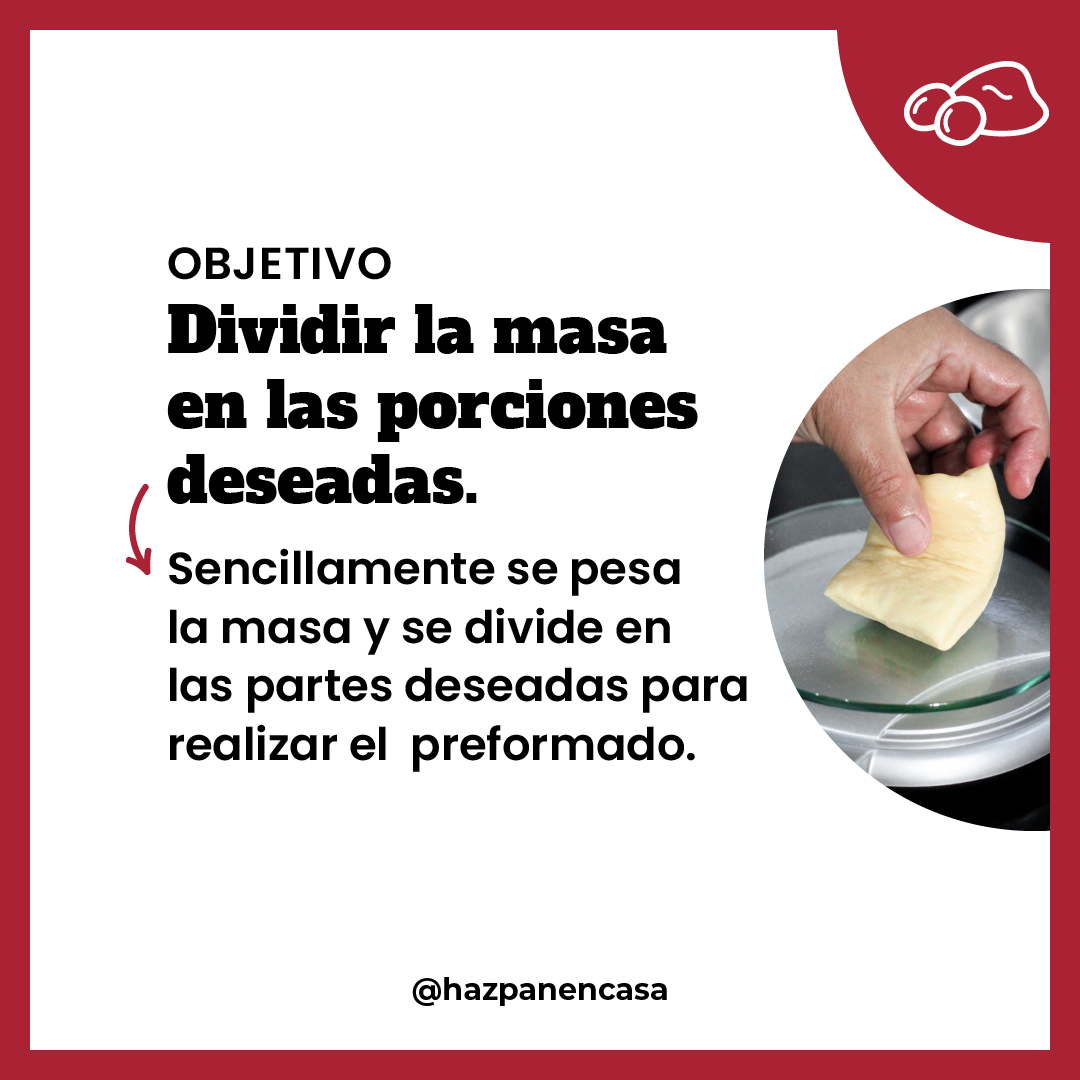 OBJETIVO
Dividir la masa
en las porciones
deseadas.
Sencillamente se pesa
la masa y se divide en
las partes deseadas para
realizar el  preformado.
@hazpanencasa